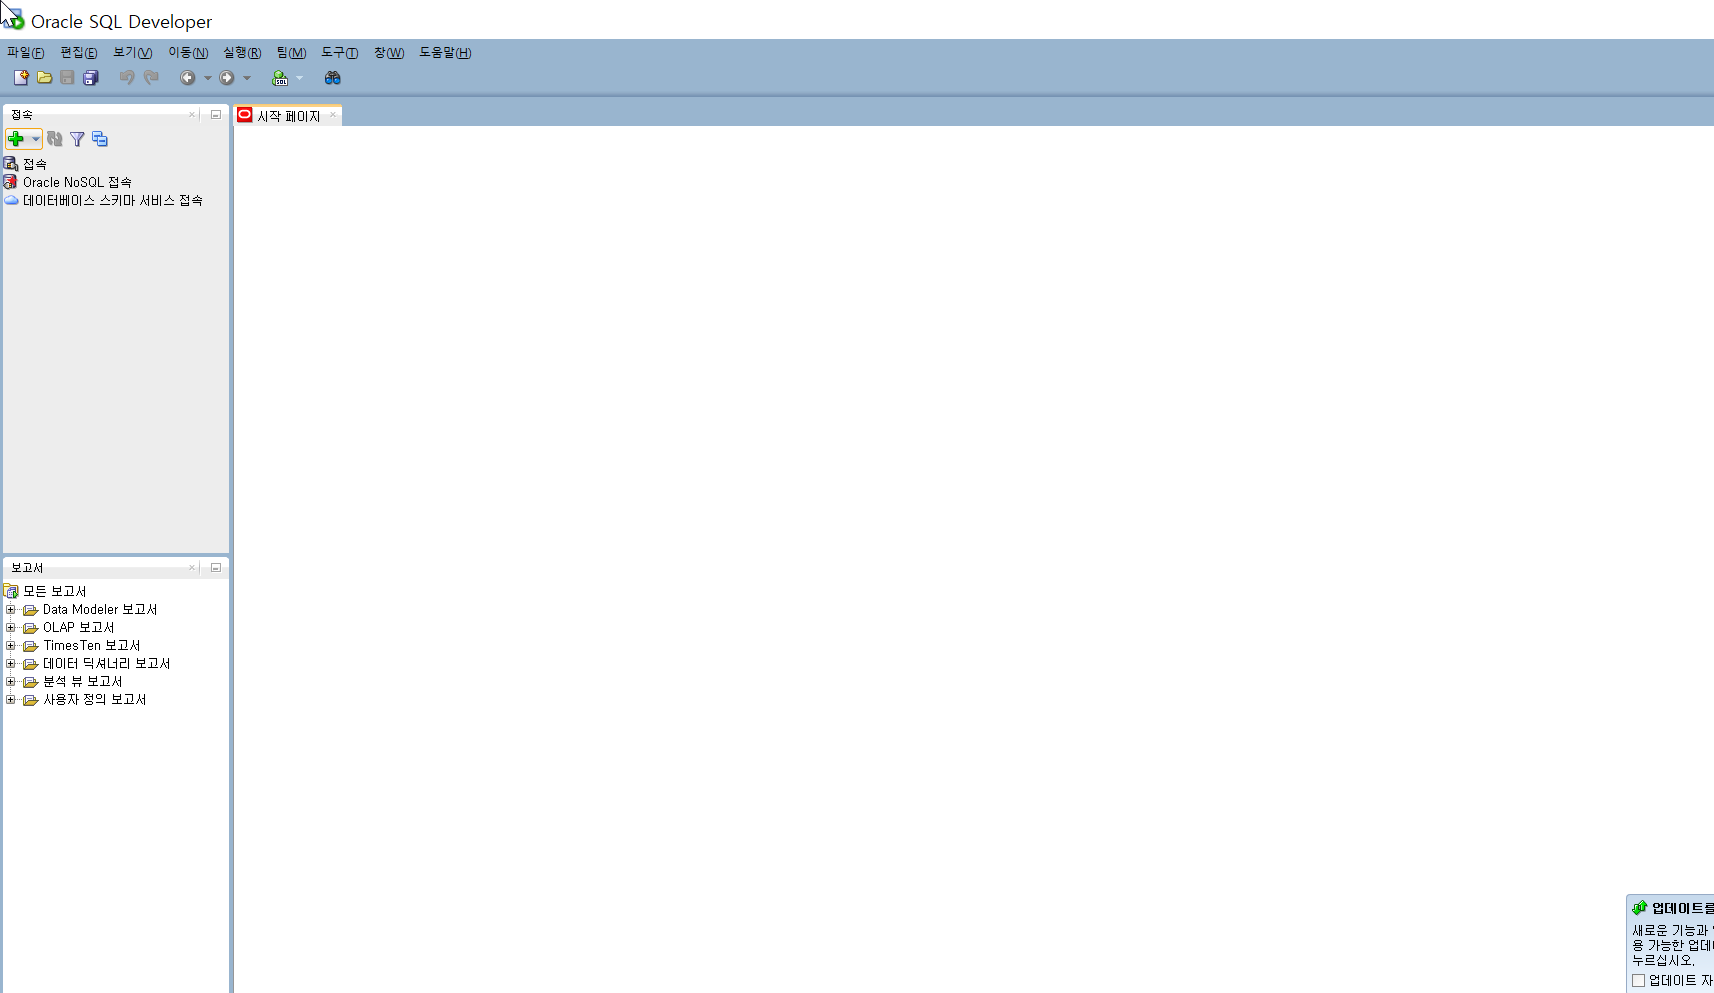 Oracle SQL Developer
파일(F) 편집(E) 보기(V) 이동(N) 실행(R) 팀(M) 도구(T) 창(W) 도움말(H)
SQL
접속
시작 페이지
접속
Oracle NoSQL 접속
데이터베이스 스키마 서비스 접속
보고서
모든 보고서
Data Modeler 보고서
OLAP 보고서
TimesTen 보고서
데이터 딕셔너리 보고서
분석 뷰 보고서
사용자 정의 보고서
업데이트를
새로운 기능과
용 가능한 업데
누르십시오.
업데이트 자